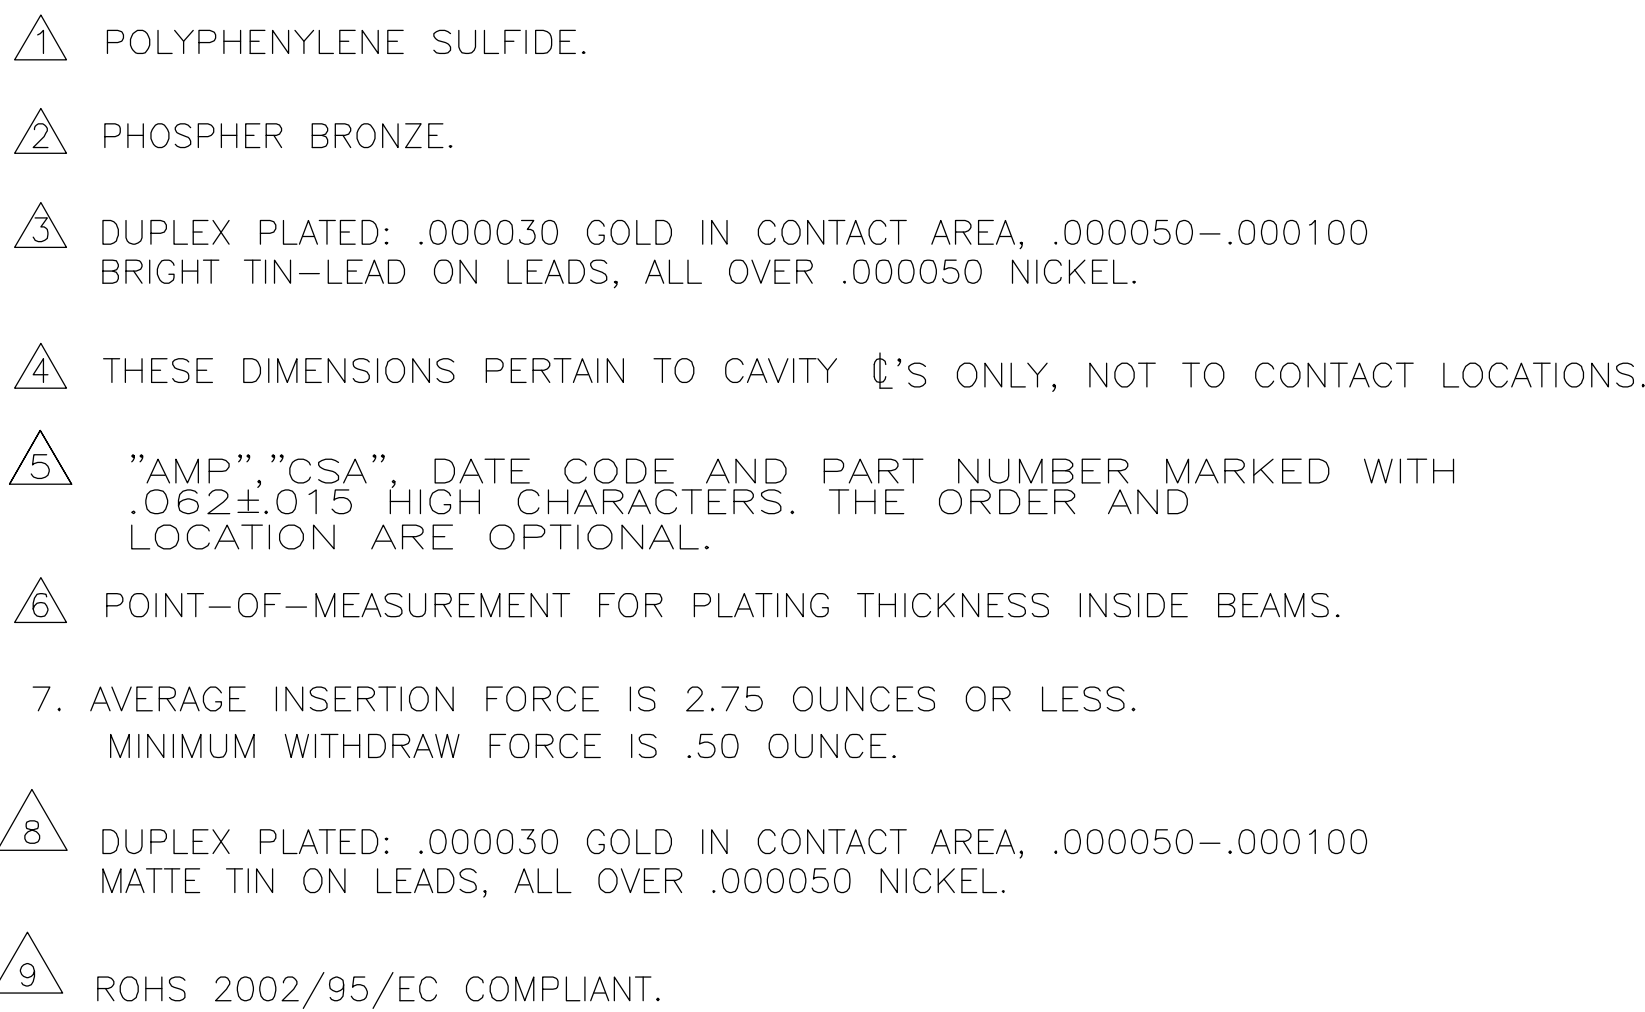 1 POLYPHENYLENE SULFIDE.
2 PHOSPHER BRONZE.
3 DUPLEX PLATED: .000030 GOLD IN CONTACT AREA, .000050-.000100
BRIGHT TIN-LEAD ON LEADS, ALL OVER .000050 NICKEL.
4 THESE DIMENSIONS PERTAIN TO CAVITY ℄'S ONLY, NOT TO CONTACT LOCATIONS.
5 "AMP","CSA", DATE CODE AND PART NUMBER MARKED WITH
.062±.015 HIGH CHARACTERS. THE ORDER AND
LOCATION ARE OPTIONAL.
6 POINT-OF-MEASUREMENT FOR PLATING THICKNESS INSIDE BEAMS.
7. AVERAGE INSERTION FORCE IS 2.75 OUNCES OR LESS.
MINIMUM WITHDRAW FORCE IS .50 OUNCE.
8 DUPLEX PLATED: .000030 GOLD IN CONTACT AREA, .000050-.000100
MATTE TIN ON LEADS, ALL OVER .000050 NICKEL.
9 ROHS 2002/95/EC COMPLIANT.